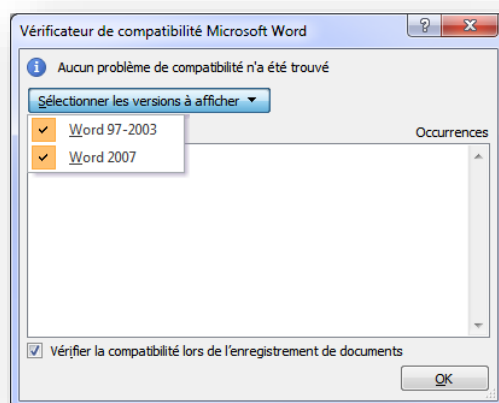 Vérificateur de compatibilité Microsoft Word
Aucun problème de compatibilité n'a été trouvé
Sélectionner les versions à afficher
Word 97-2003
Occurrences
Word 2007
Vérifier la compatibilité lors de l'enregistrement de documents
OK